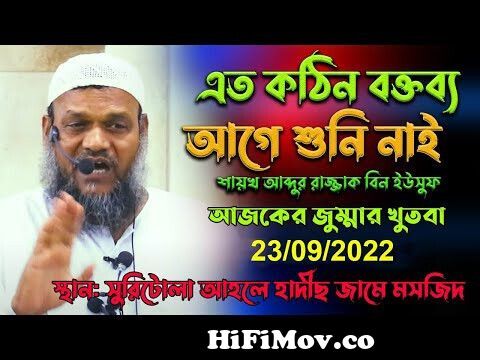 এত কঠিন বক্তব্য
আগে শুনি নাই
শায়খ আব্দুর রাজ্জাক বিন ইউসুফ
আজকের জুম্মার খুতবা
23/09/2022
স্থান: সুরিটোলা আহলে হাদীছ জামে মসজিদ
HiFiMov.co